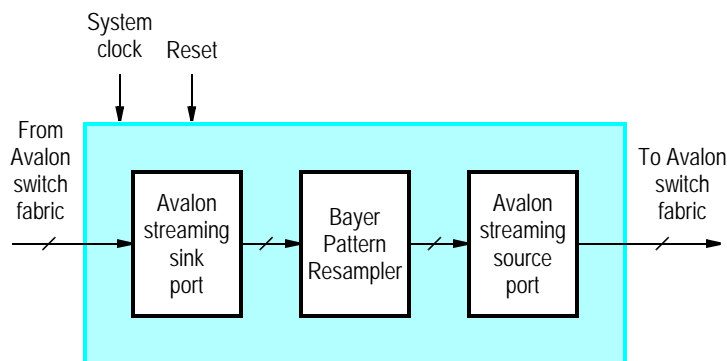 System
clock
Reset
From
Avalon
switch
fabric
Avalon
streaming
sink
port
Bayer
Pattern
Resampler
Avalon
streaming
source
port
To Avalon
switch
fabric